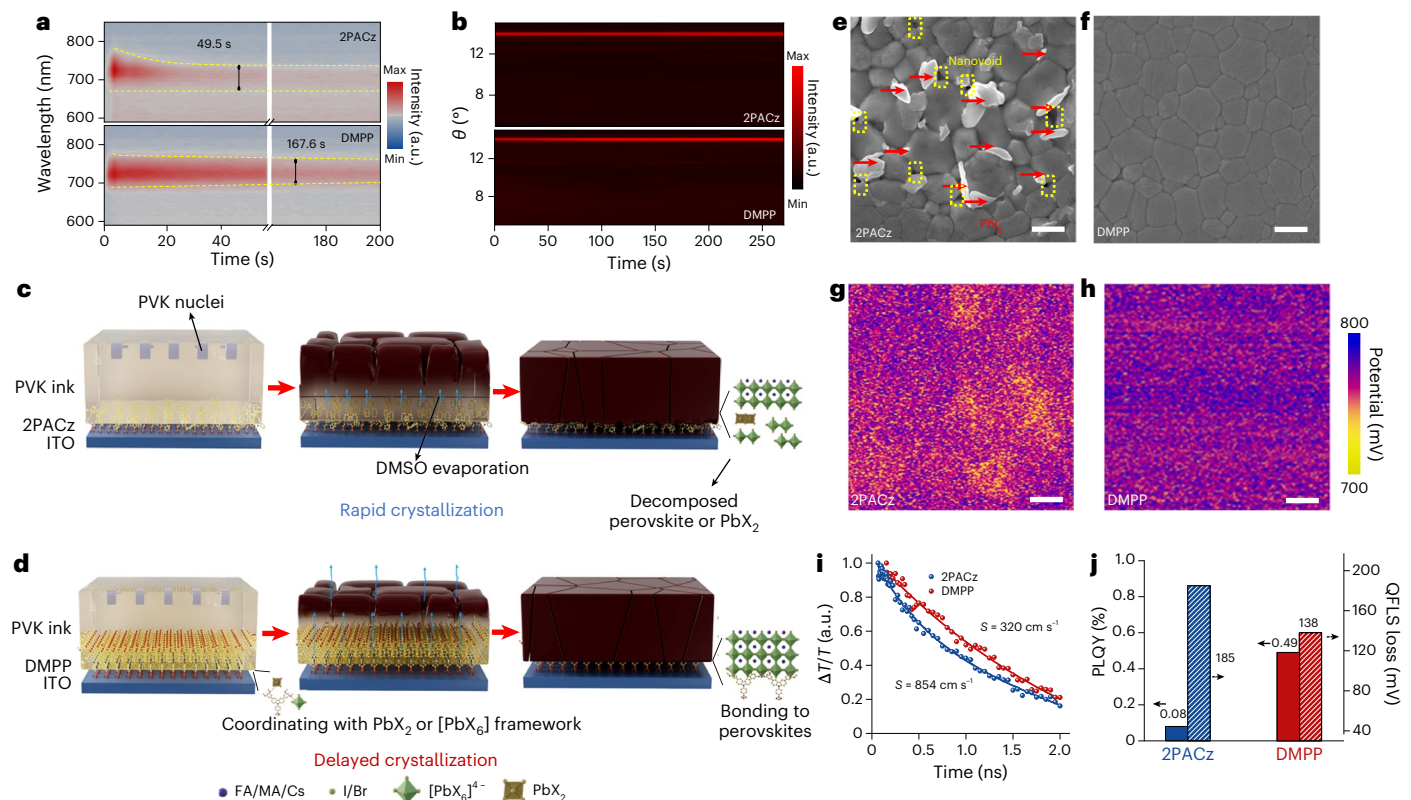 a
800
700
600
800
700
600
Wavelength (nm)
49.5 s
2PACz
167.6 s
DMPP
0
20
40
180
200
Time (s)
Max
Min
Intensity (a.u.)
b
12
8
12
8
θ (°)
2PACz
DMPP
0
50
100
150
200
250
Time (s)
Max
Min
Intensity (a.u.)
e
Nanovoid
PbI2
2PACz
f
DMPP
c
PVK nuclei
PVK ink
2PACz
ITO
DMSO evaporation
Rapid crystallization
Decomposed
perovskite or PbX2
g
2PACz
h
DMPP
800
700
Potential (mV)
d
PVK ink
DMPP
ITO
Coordinating with PbX2 or [PbX6] framework
Delayed crystallization
Bonding to
perovskites
FA/MA/Cs
I/Br
[PbX6]4−
PbX2
i
1.0
0.8
0.6
0.4
0.2
0
ΔT/T (a.u.)
2PACz
DMPP
S = 320 cm s−1
S = 854 cm s−1
0
0.5
1.0
1.5
2.0
Time (ns)
j
1.0
0.8
0.6
0.4
0.2
0
PLQY (%)
0.08
185
0.49
138
2PACz
DMPP
200
160
120
80
40
QFLS loss (mV)